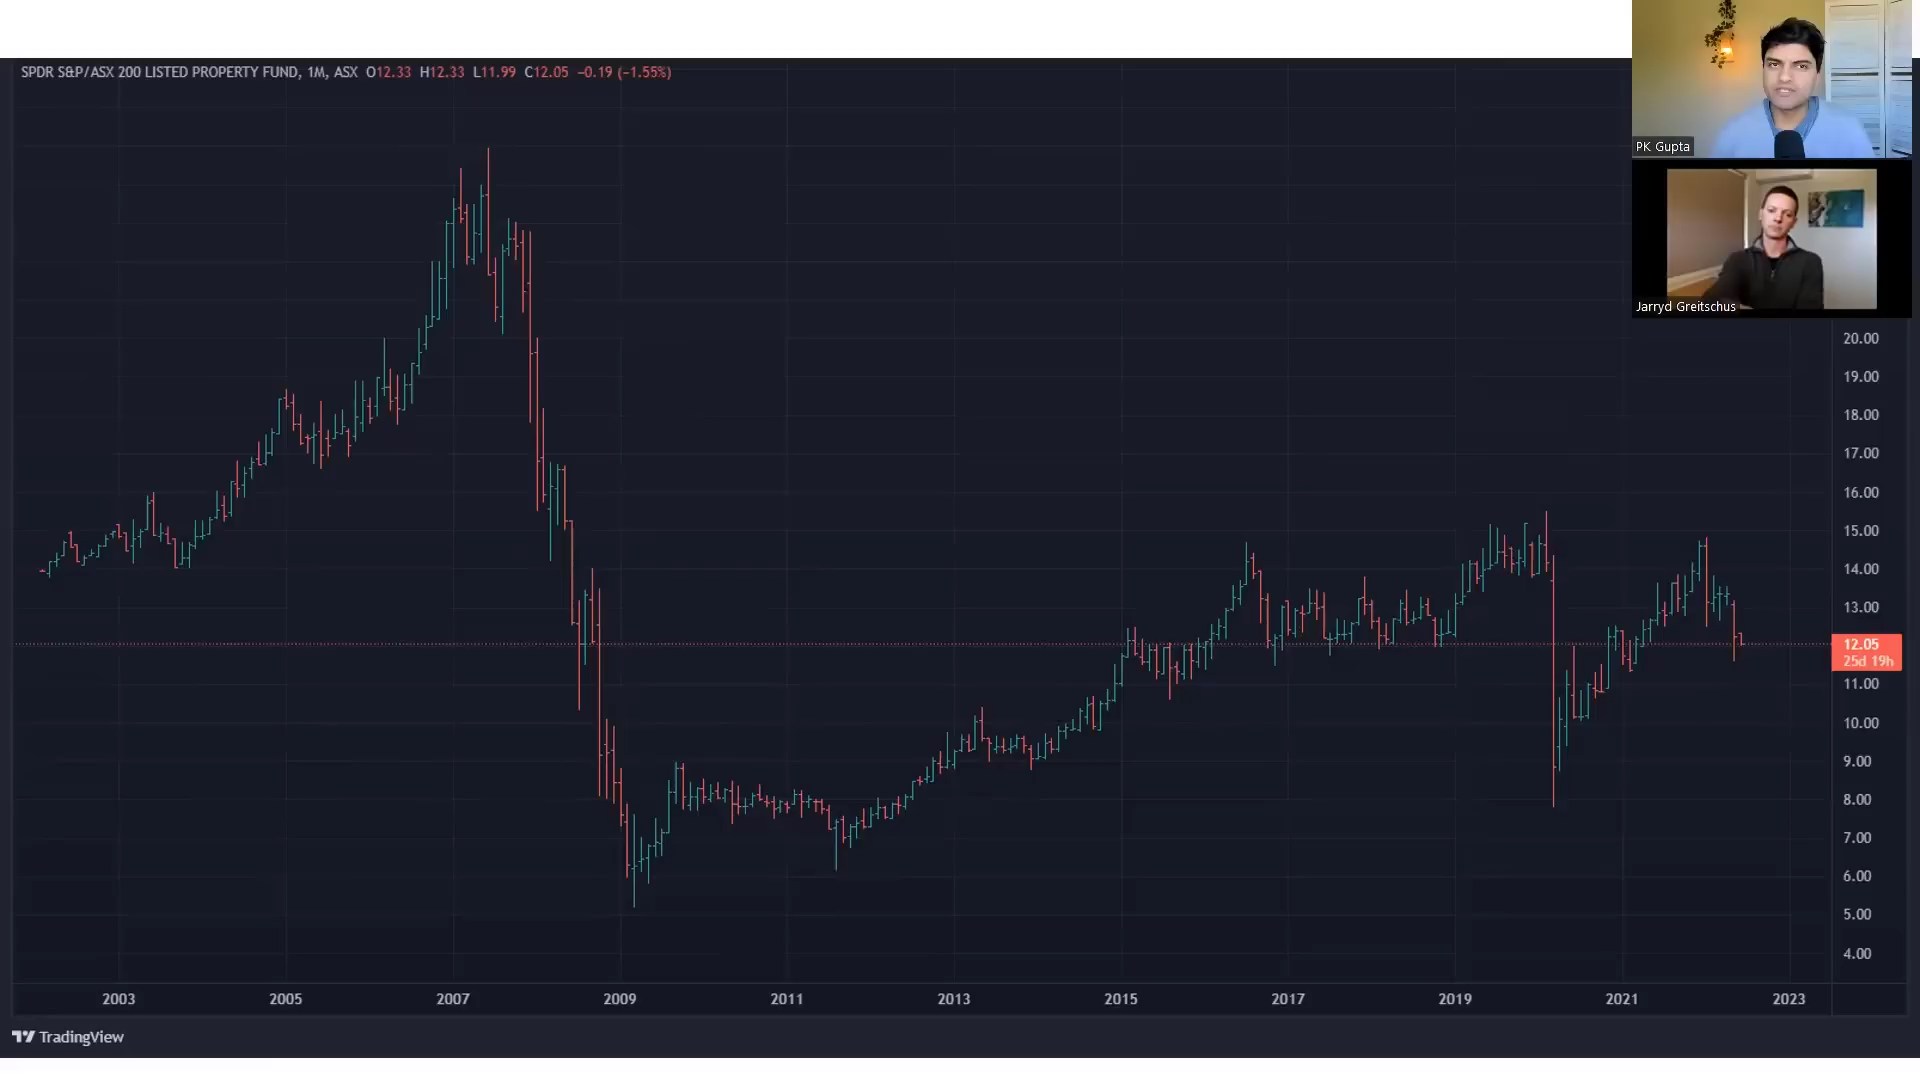 SPDR S&P/ASX 200 LISTED PROPERTY FUND, 1M, ASX O12.33 H12.33 L11.99 C12.05 −0.19 (−1.55%)
PK Gupta
Jarryd Greitschus
20.00
19.00
18.00
17.00
16.00
15.00
14.00
13.00
12.05
25d 19h
11.00
10.00
9.00
8.00
7.00
6.00
5.00
4.00
2003 2005 2007 2009 2011 2013 2015 2017 2019 2021 2023
TradingView